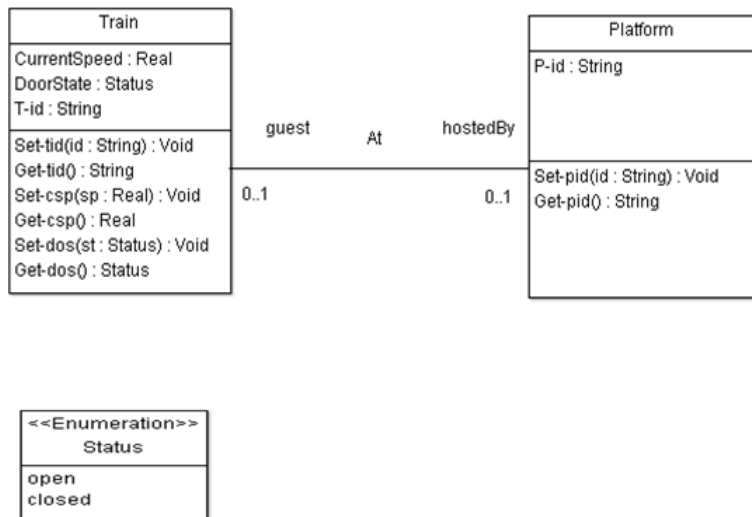 Train
CurrentSpeed : Real
DoorState : Status
T-id : String
Set-tid(id : String) : Void
Get-tid() : String
Set-csp(sp : Real) : Void
Get-csp() : Real
Set-dos(st : Status) : Void
Get-dos() : Status
guest
At
hostedBy
0..1
0..1
Platform
P-id : String
Set-pid(id : String) : Void
Get-pid() : String
<<Enumeration>>
Status
open
closed